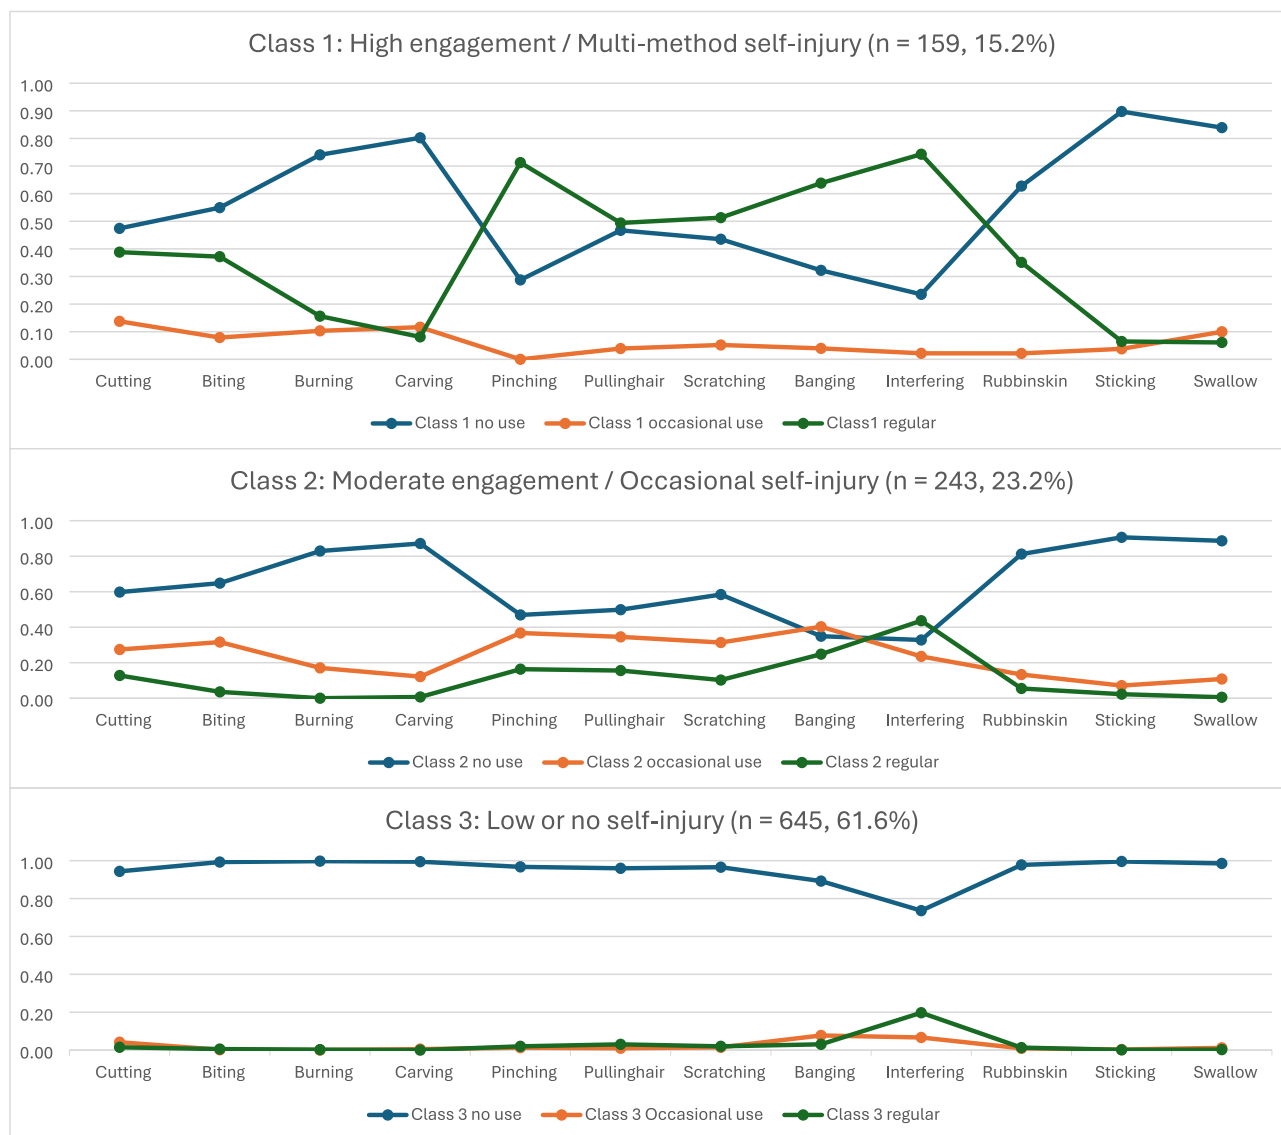 Class 1: High engagement / Multi-method self-injury (n = 159, 15.2%)
1.00
0.90
0.80
0.70
0.60
0.50
0.40
0.30
0.20
0.10
0.00
Cutting Biting Burning Carving Pinching Pullinghair Scratching Banging Interfering Rubbinskin Sticking Swallow
Class 1 no use Class 1 occasional use Class1 regular
Class 2: Moderate engagement / Occasional self-injury (n = 243, 23.2%)
1.00
0.80
0.60
0.40
0.20
0.00
Cutting Biting Burning Carving Pinching Pullinghair Scratching Banging Interfering Rubbinskin Sticking Swallow
Class 2 no use Class 2 occasional use Class 2 regular
Class 3: Low or no self-injury (n = 645, 61.6%)
1.00
0.80
0.60
0.40
0.20
0.00
Cutting Biting Burning Carving Pinching Pullinghair Scratching Banging Interfering Rubbinskin Sticking Swallow
Class 3 no use Class 3 Occasional use Class 3 regular